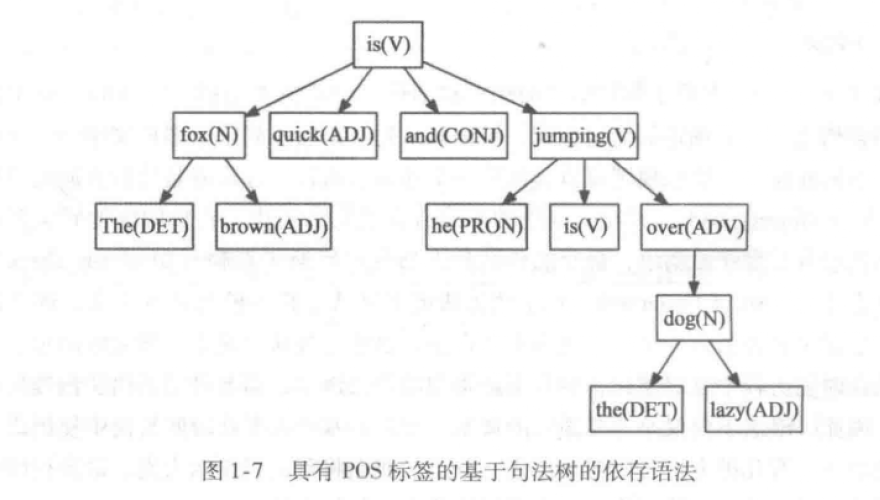 is(V)
fox(N) quick(ADJ) and(CONJ) jumping(V)
The(DET) brown(ADJ) he(PRON) is(V) over(ADV)
dog(N)
the(DET) lazy(ADJ)
图 1-7 具有 POS 标签的基于句法树的依存语法